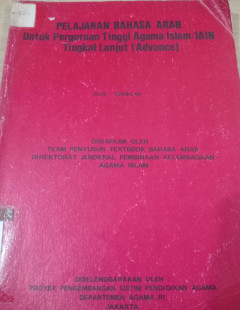 PELAJARAN BAHASA ARAB
Untuk Perguruan Tinggi Agama Islam/IAIN
Tingkat Lanjut (Advance)
DISUSUN OLEH
TEAM PENYUSUN TEXTBOOK BAHASA ARAB
DIREKTORAT JENDERAL PEMBINAAN KELEMBAGAAN
AGAMA ISLAM
DISELENGGARAKAN OLEH :
PROYEK PENGEMBANGAN SISTIM PENDIDIKAN AGAMA
DEPARTEMEN AGAMA RI
JAKARTA